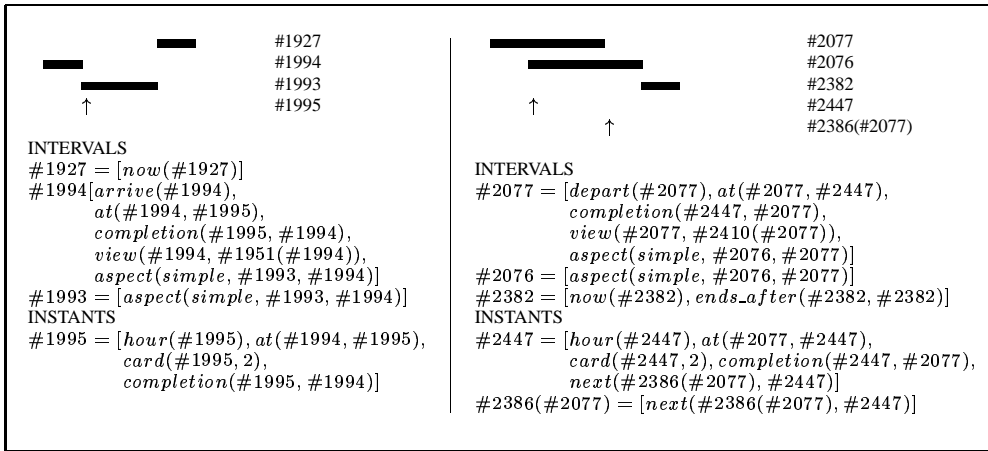 #1927
#1994
#1993
↑ #1995
INTERVALS
#1927 = [now(#1927)]
#1994[arrive(#1994),
at(#1994, #1995),
completion(#1995, #1994),
view(#1994, #1951(#1994)),
aspect(simple, #1993, #1994)]
#1993 = [aspect(simple, #1993, #1994)]
INSTANTS
#1995 = [hour(#1995), at(#1994, #1995),
card(#1995, 2),
completion(#1995, #1994)]
#2077
#2076
#2382
↑ #2447
↑ #2386(#2077)
INTERVALS
#2077 = [depart(#2077), at(#2077, #2447),
completion(#2447, #2077),
view(#2077, #2410(#2077)),
aspect(simple, #2076, #2077)]
#2076 = [aspect(simple, #2076, #2077)]
#2382 = [now(#2382), ends_after(#2382, #2382)]
INSTANTS
#2447 = [hour(#2447), at(#2077, #2447),
card(#2447, 2), completion(#2447, #2077),
next(#2386(#2077), #2447)]
#2386(#2077) = [next(#2386(#2077), #2447)]